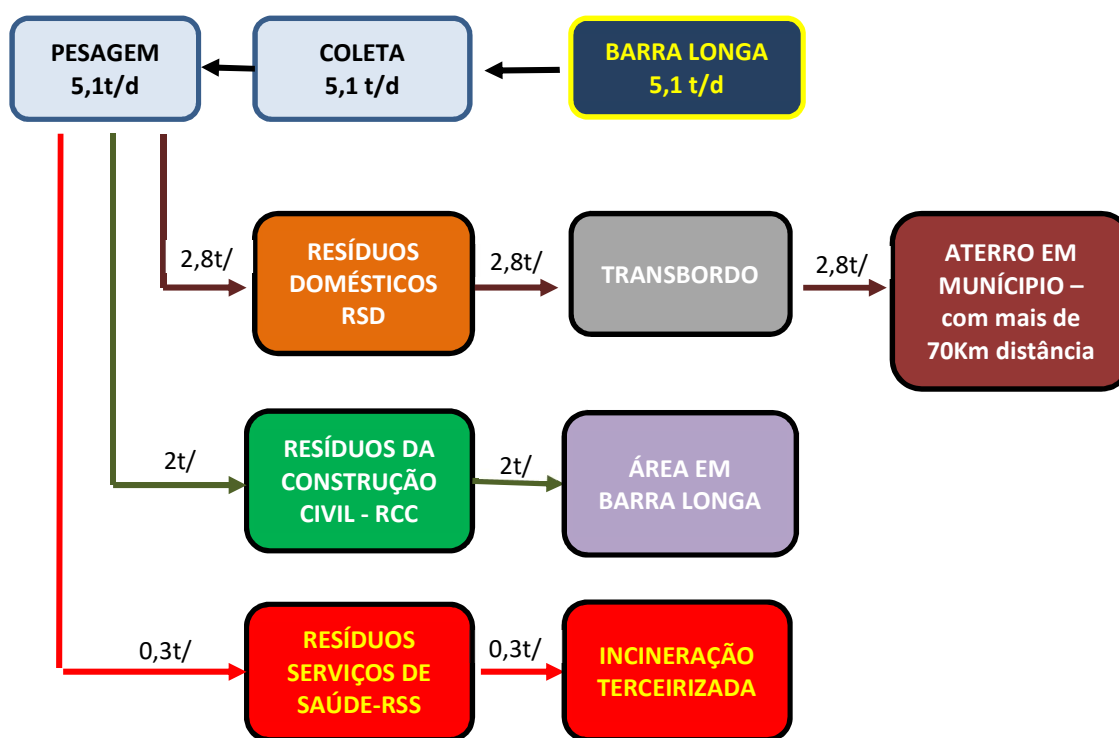 PESAGEM
5,1t/d
COLETA
5,1 t/d
BARRA LONGA
5,1 t/d
2,8t/
RESÍDUOS
DOMÉSTICOS
RSD
2,8t/
TRANSBORDO
2,8t/
ATERRO EM
MUNÍCIPIO –
com mais de
70Km distância
2t/
RESÍDUOS DA
CONSTRUÇÃO
CIVIL - RCC
2t/
ÁREA EM
BARRA LONGA
0,3t/
RESÍDUOS
SERVIÇOS DE
SAÚDE-RSS
0,3t/
INCINERAÇÃO
TERCEIRIZADA